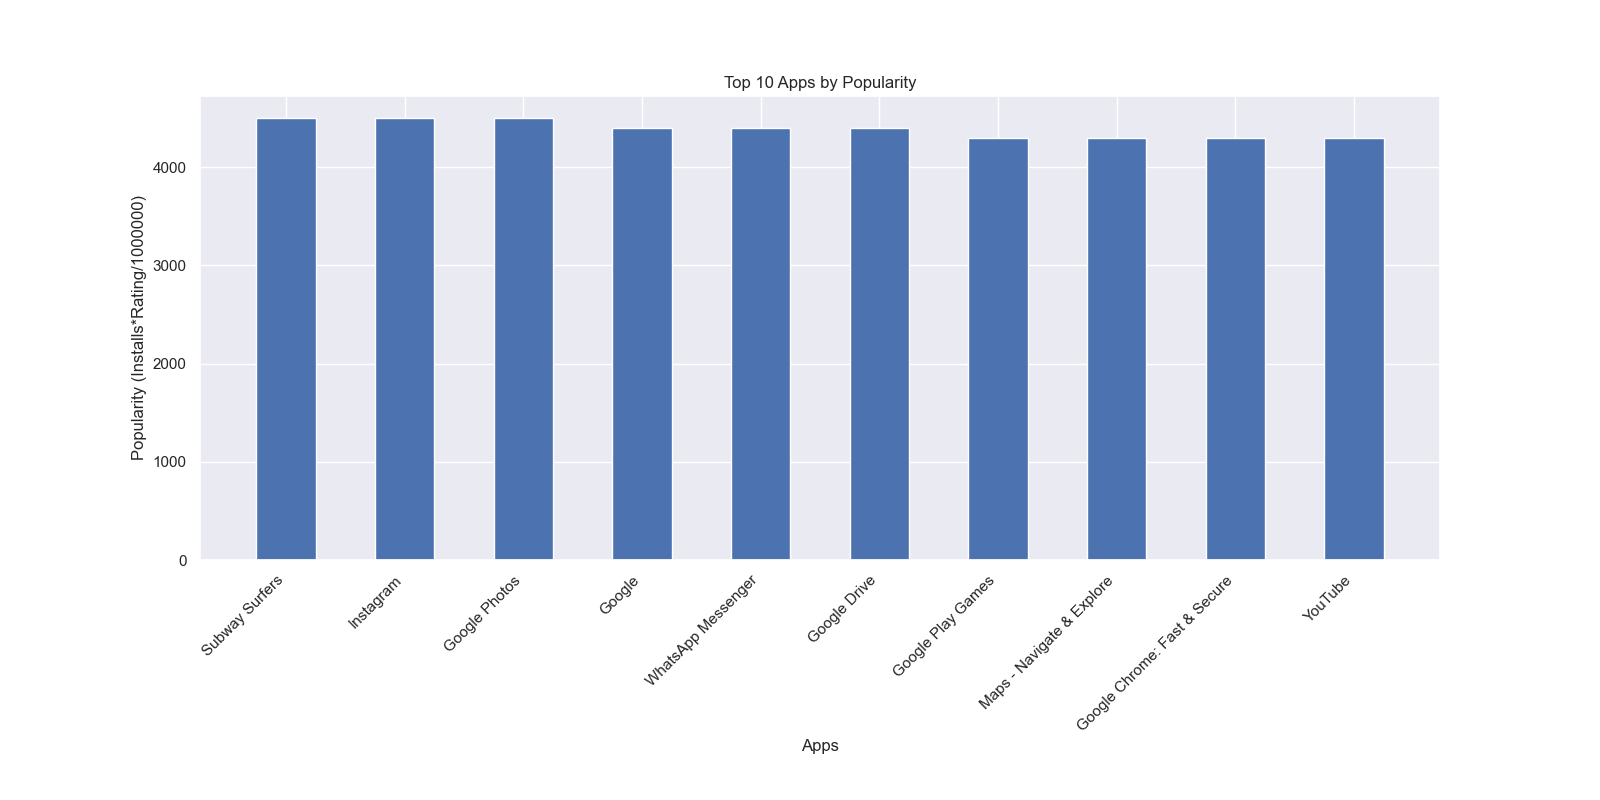 Top 10 Apps by Popularity
Popularity (Installs*Rating/1000000)
4000
3000
2000
1000
0
Subway Surfers
Instagram
Google Photos
Google
WhatsApp Messenger
Google Drive
Google Play Games
Maps - Navigate & Explore
Google Chrome: Fast & Secure
YouTube
Apps